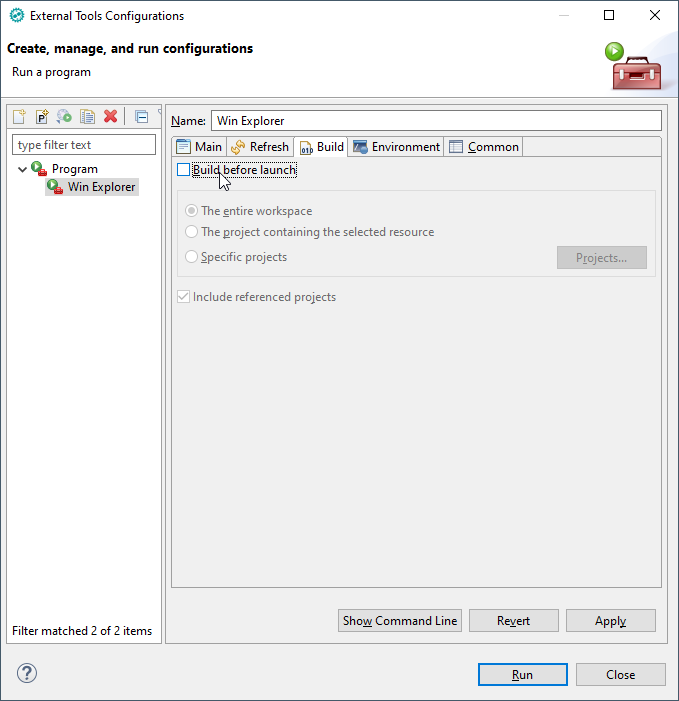 External Tools Configurations
Create, manage, and run configurations
Run a program
type filter text
Program
Win Explorer
Filter matched 2 of 2 items
Name: Win Explorer
Main Refresh Build Environment Common
Build before launch
The entire workspace
The project containing the selected resource
Specific projects
Projects...
Include referenced projects
Show Command Line Revert Apply
Run Close